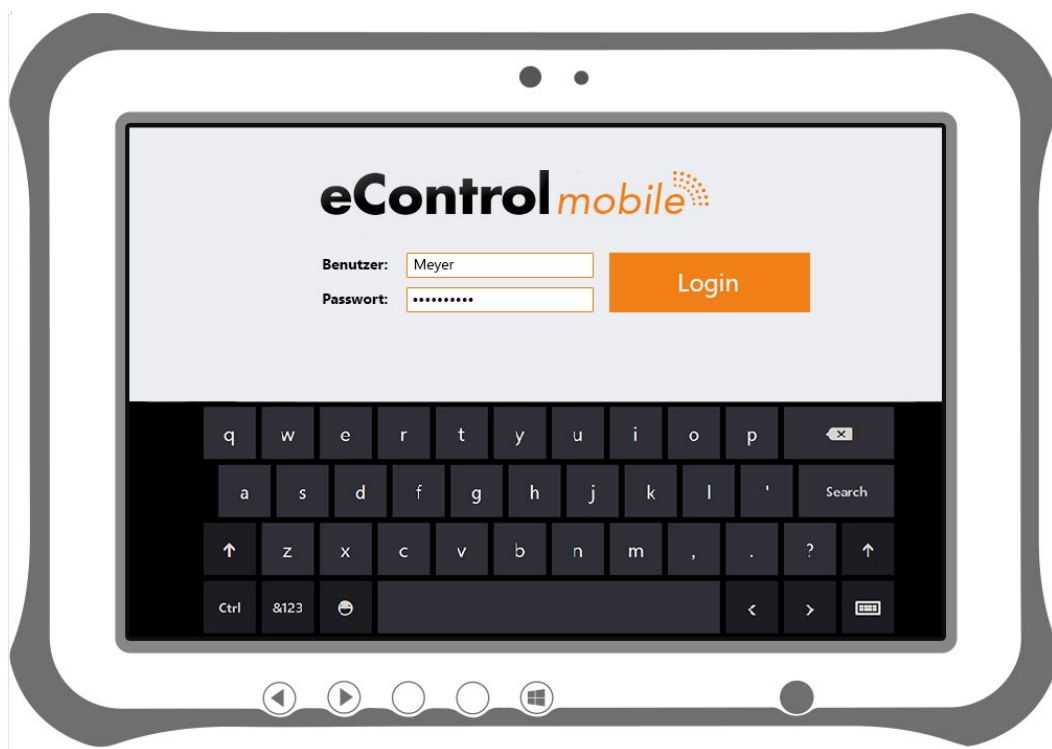 eControl mobile
Benutzer: Meyer
Login
Passwort: ••••••••••
q w e r t y u i o p
a s d f g h j k l ' Search
z x c v b n m , . ?
Ctrl &123 < >